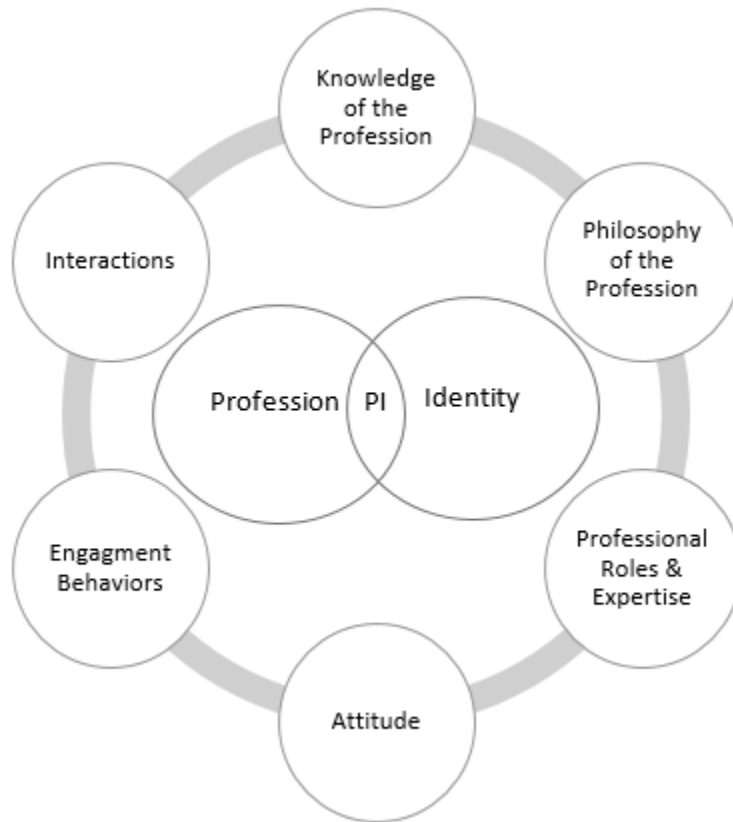 Knowledge
of the
Profession
Philosophy
of the
Profession
Interactions
Profession
PI
Identity
Professional
Roles &
Expertise
Engagment
Behaviors
Attitude